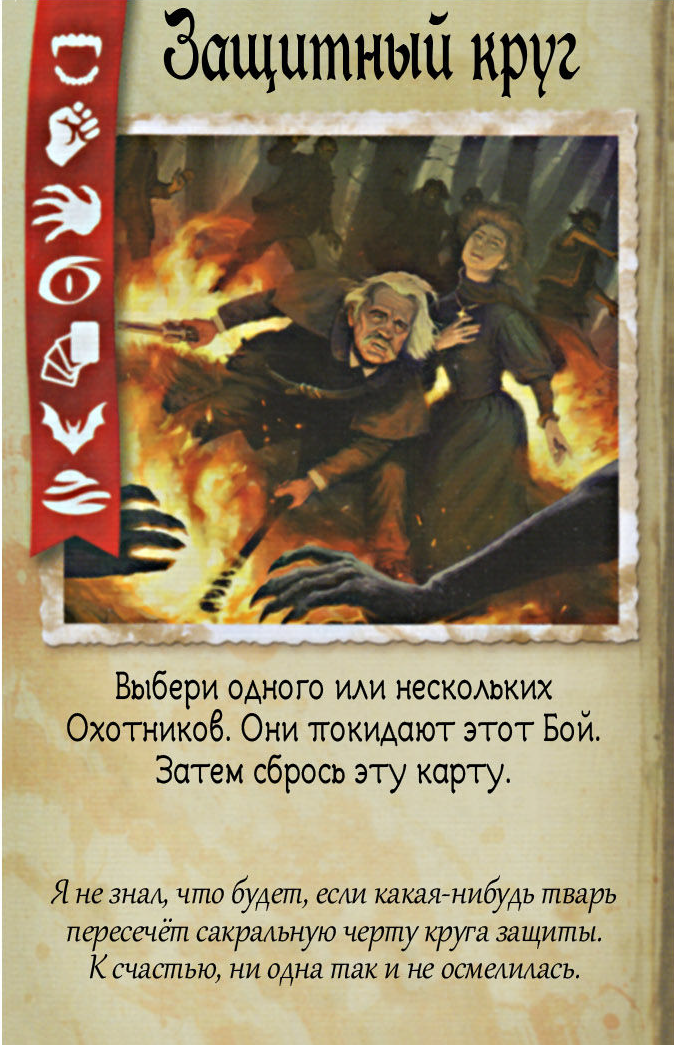 Защитный круг
Выбери одного или нескольких
Охотников. Они покидают этот Бой.
Затем сбрось эту карту.
Я не знал, что будет, если какая-нибудь тварь
пересечёт сакральную черту круга защиты.
К счастью, ни одна так и не осмелилась.